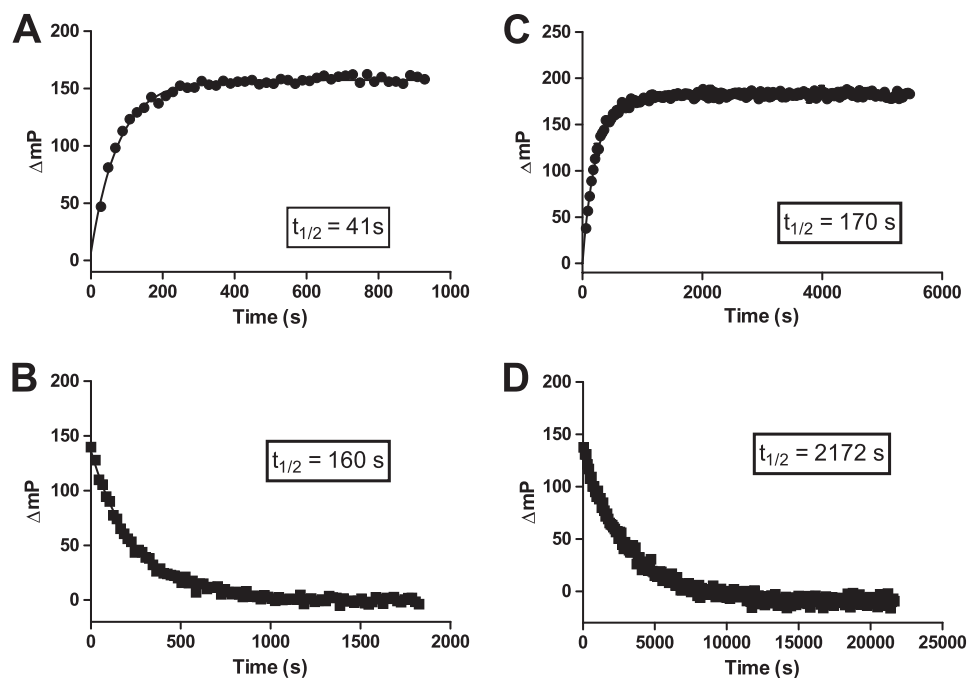 A
200
150
100
50
0
ΔmP
t1/2 = 41s
0 200 400 600 800 1000
Time (s)
C
250
200
150
100
50
0
ΔmP
t1/2 = 170 s
0 2000 4000 6000
Time (s)
B
200
150
100
50
0
ΔmP
t1/2 = 160 s
0 500 1000 1500 2000
Time (s)
D
200
150
100
50
0
ΔmP
t1/2 = 2172 s
0 5000 10000 15000 20000 25000
Time (s)